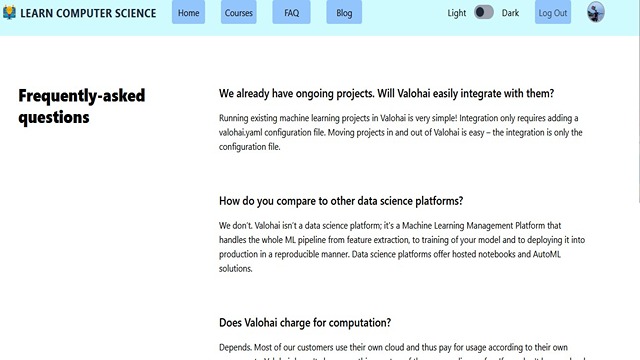 LEARN COMPUTER SCIENCE
Home
Courses
FAQ
Blog
Light
Dark
Log Out
Frequently-asked
questions
We already have ongoing projects. Will Valohai easily integrate with them?
Running existing machine learning projects in Valohai is very simple! Integration only requires adding a
valohai.yaml configuration file. Moving projects in and out of Valohai is easy – the integration is only the
configuration file.
How do you compare to other data science platforms?
We don't. Valohai isn't a data science platform; it's a Machine Learning Management Platform that
handles the whole ML pipeline from feature extraction, to training of your model and to deploying it into
production in a reproducible manner. Data science platforms offer hosted notebooks and AutoML
solutions.
Does Valohai charge for computation?
Depends. Most of our customers use their own cloud and thus pay for usage according to their own